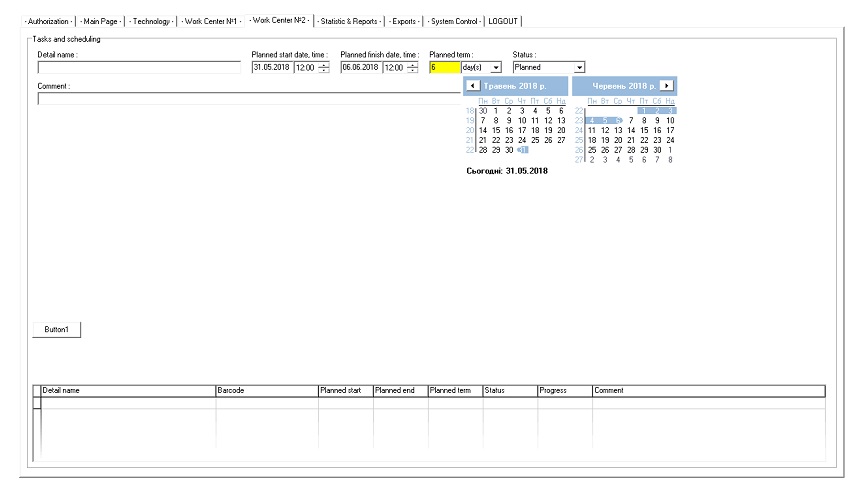 · Authorization · · Main Page · · Technology · · Work Center №1 · · Work Center №2 · · Statistic & Reports · · Exports · · System Control · LOGOUT
Tasks and scheduling
Detail name : Planned start date, time : Planned finish date, time : Planned term : Status :
31.05.2018 12:00 06.06.2018 12:00 6 day(s) Planned
Comment :
Травень 2018 р. Червень 2018 р.
Пн Вт Ср Чт Пт Сб Нд Пн Вт Ср Чт Пт Сб Нд
18 30 1 2 3 4 5 6 22 1 2 3
19 7 8 9 10 11 12 13 23 4 5 6 7 8 9 10
20 14 15 16 17 18 19 20 24 11 12 13 14 15 16 17
21 21 22 23 24 25 26 27 25 18 19 20 21 22 23 24
22 28 29 30 31 26 25 26 27 28 29 30 1
27 2 3 4 5 6 7 8
Сьогодні: 31.05.2018
Button1
Detail name Barcode Planned start Planned end Planned term Status Progress Comment